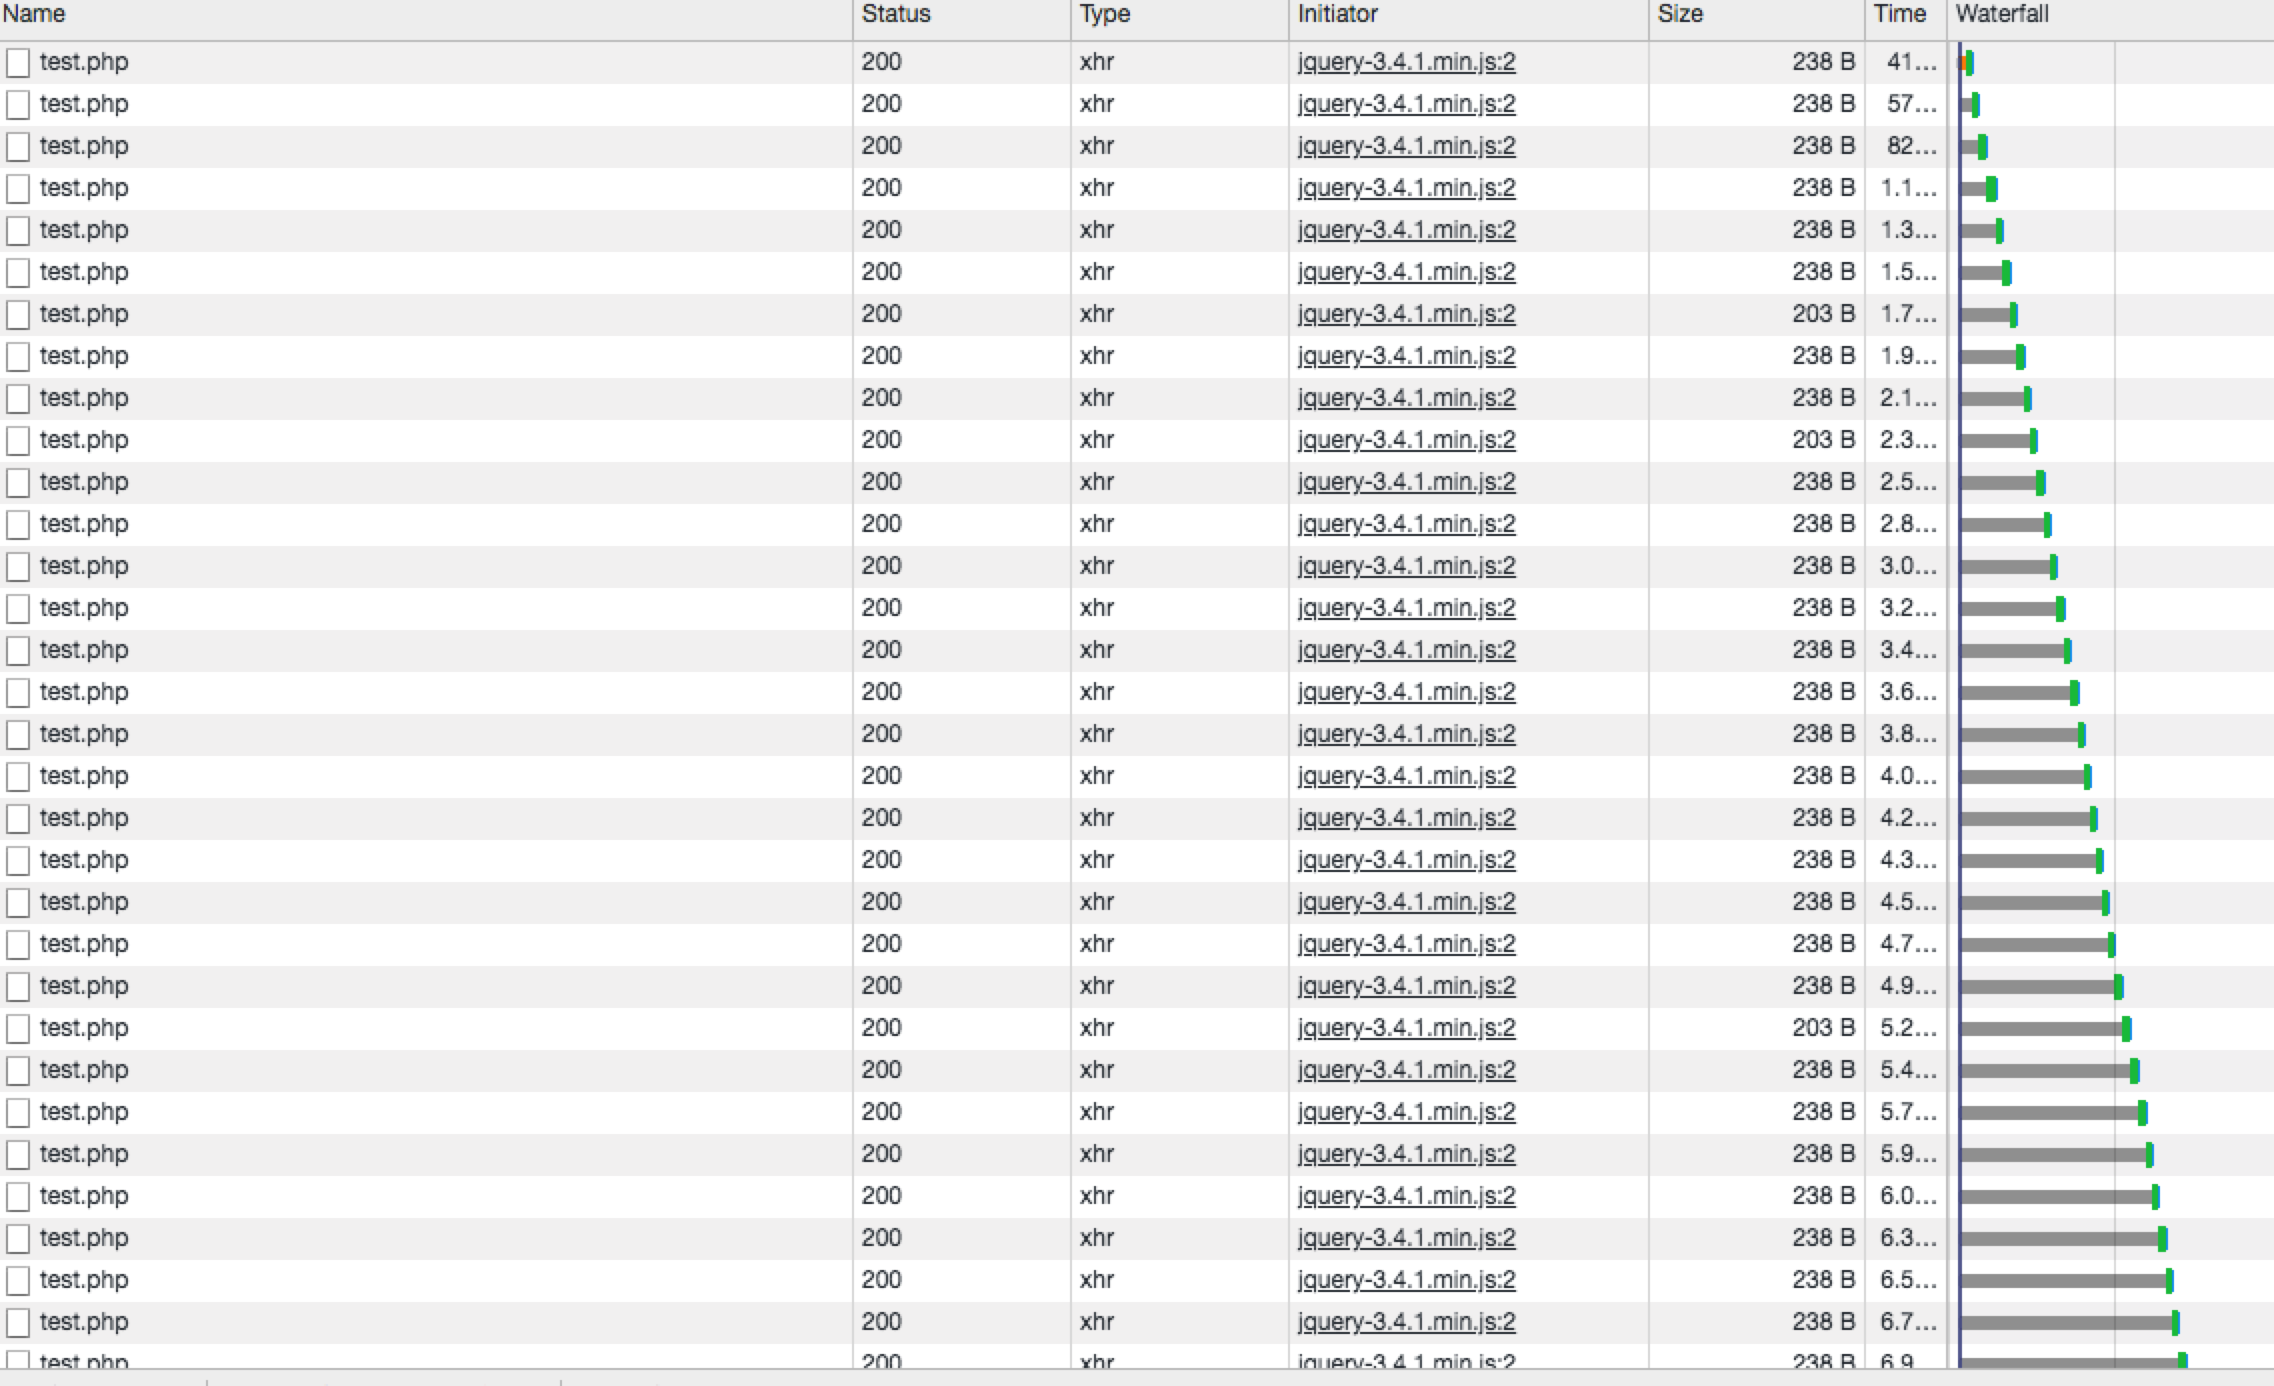 Name Status Type Initiator Size Time Waterfall
test.php 200 xhr jquery-3.4.1.min.js:2 238 B 41...
test.php 200 xhr jquery-3.4.1.min.js:2 238 B 57...
test.php 200 xhr jquery-3.4.1.min.js:2 238 B 82...
test.php 200 xhr jquery-3.4.1.min.js:2 238 B 1.1...
test.php 200 xhr jquery-3.4.1.min.js:2 238 B 1.3...
test.php 200 xhr jquery-3.4.1.min.js:2 238 B 1.5...
test.php 200 xhr jquery-3.4.1.min.js:2 203 B 1.7...
test.php 200 xhr jquery-3.4.1.min.js:2 238 B 1.9...
test.php 200 xhr jquery-3.4.1.min.js:2 238 B 2.1...
test.php 200 xhr jquery-3.4.1.min.js:2 203 B 2.3...
test.php 200 xhr jquery-3.4.1.min.js:2 238 B 2.5...
test.php 200 xhr jquery-3.4.1.min.js:2 238 B 2.8...
test.php 200 xhr jquery-3.4.1.min.js:2 238 B 3.0...
test.php 200 xhr jquery-3.4.1.min.js:2 238 B 3.2...
test.php 200 xhr jquery-3.4.1.min.js:2 238 B 3.4...
test.php 200 xhr jquery-3.4.1.min.js:2 238 B 3.6...
test.php 200 xhr jquery-3.4.1.min.js:2 238 B 3.8...
test.php 200 xhr jquery-3.4.1.min.js:2 238 B 4.0...
test.php 200 xhr jquery-3.4.1.min.js:2 238 B 4.2...
test.php 200 xhr jquery-3.4.1.min.js:2 238 B 4.3...
test.php 200 xhr jquery-3.4.1.min.js:2 238 B 4.5...
test.php 200 xhr jquery-3.4.1.min.js:2 238 B 4.7...
test.php 200 xhr jquery-3.4.1.min.js:2 238 B 4.9...
test.php 200 xhr jquery-3.4.1.min.js:2 203 B 5.2...
test.php 200 xhr jquery-3.4.1.min.js:2 238 B 5.4...
test.php 200 xhr jquery-3.4.1.min.js:2 238 B 5.7...
test.php 200 xhr jquery-3.4.1.min.js:2 238 B 5.9...
test.php 200 xhr jquery-3.4.1.min.js:2 238 B 6.0...
test.php 200 xhr jquery-3.4.1.min.js:2 238 B 6.3...
test.php 200 xhr jquery-3.4.1.min.js:2 238 B 6.5...
test.php 200 xhr jquery-3.4.1.min.js:2 238 B 6.7...
test.php 200 xhr jquery-3.4.1.min.js:2 238 B 6.9